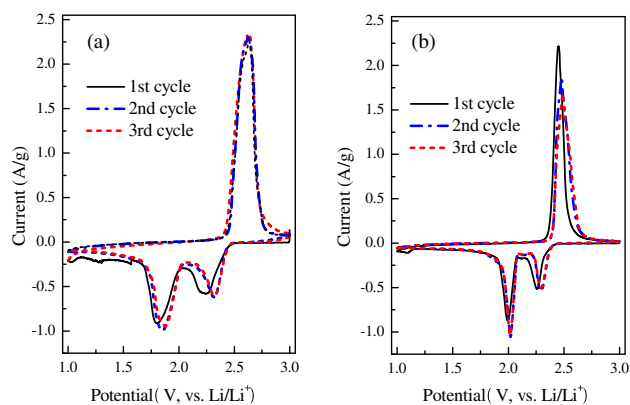 (a)
1st cycle
2nd cycle
3rd cycle
2.5
2.0
1.5
1.0
0.5
0.0
-0.5
-1.0
Current (A/g)
1.0 1.5 2.0 2.5 3.0
Potential( V, vs. Li/Li⁺)
(b)
1st cycle
2nd cycle
3rd cycle
2.5
2.0
1.5
1.0
0.5
0.0
-0.5
-1.0
Current (A/g)
1.0 1.5 2.0 2.5 3.0
Potential( V, vs. Li/Li⁺)